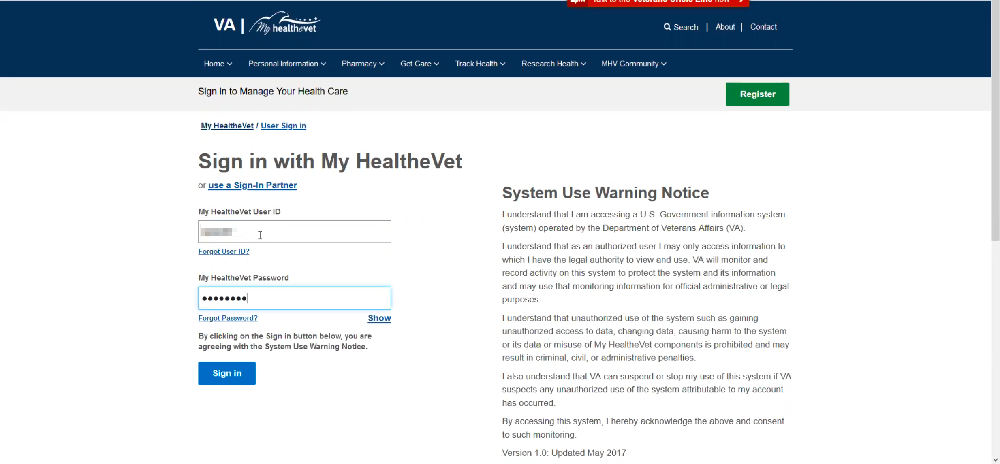 Talk to the Veterans Crisis Line now
VA | My healthevet
Search | About | Contact
Home Personal Information Pharmacy Get Care Track Health Research Health MHV Community
Sign in to Manage Your Health Care
Register
My HealtheVet / User Sign in
Sign in with My HealtheVet
or use a Sign-In Partner
My HealtheVet User ID
Forgot User ID?
My HealtheVet Password
Forgot Password?
Show
By clicking on the Sign in button below, you are
agreeing with the System Use Warning Notice.
Sign in
System Use Warning Notice
I understand that I am accessing a U.S. Government information system
(system) operated by the Department of Veterans Affairs (VA).
I understand that as an authorized user I may only access information to
which I have the legal authority to view and use. VA will monitor and
record activity on this system to protect the system and its information
and may use that monitoring information for official administrative or legal
purposes.
I understand that unauthorized use of the system such as gaining
unauthorized access to data, changing data, causing harm to the system
or its data or misuse of My HealtheVet components is prohibited and may
result in criminal, civil, or administrative penalties.
I also understand that VA can suspend or stop my use of this system if VA
suspects any unauthorized use of the system attributable to my account
has occurred.
By accessing this system, I hereby acknowledge the above and consent
to such monitoring.
Version 1.0: Updated May 2017